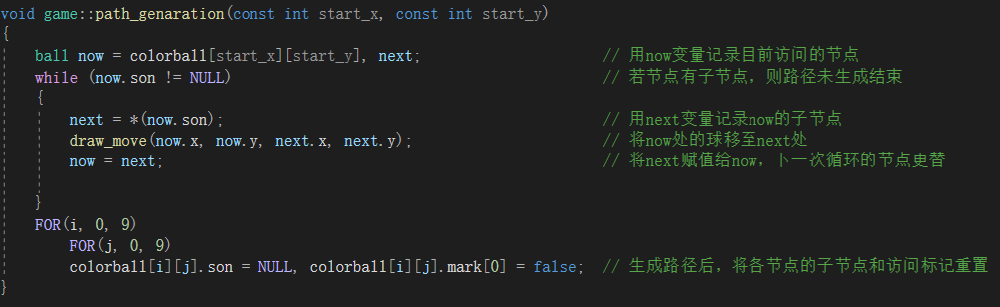 void game::path_genaration(const int start_x, const int start_y)
{
ball now = colorball[start_x][start_y], next; // 用now变量记录目前访问的节点
while (now.son != NULL) // 若节点有子节点，则路径未生成结束
{
next = *(now.son); // 用next变量记录now的子节点
draw_move(now.x, now.y, next.x, next.y); // 将now处的球移至next处
now = next; // 将next赋值给now，下一次循环的节点更替
}
FOR(i, 0, 9)
FOR(j, 0, 9)
colorball[i][j].son = NULL, colorball[i][j].mark[0] = false; // 生成路径后，将各节点的子节点和访问标记重置
}